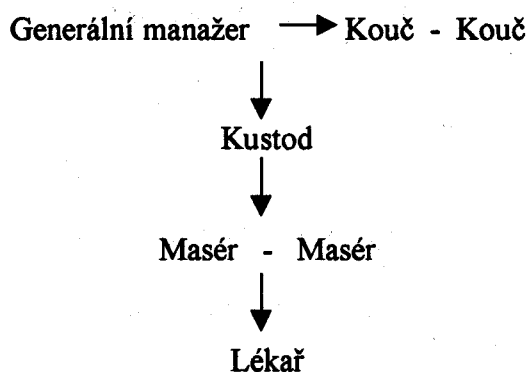 Generální manažer → Kouč - Kouč
Kustod
Masér - Masér
Lékař